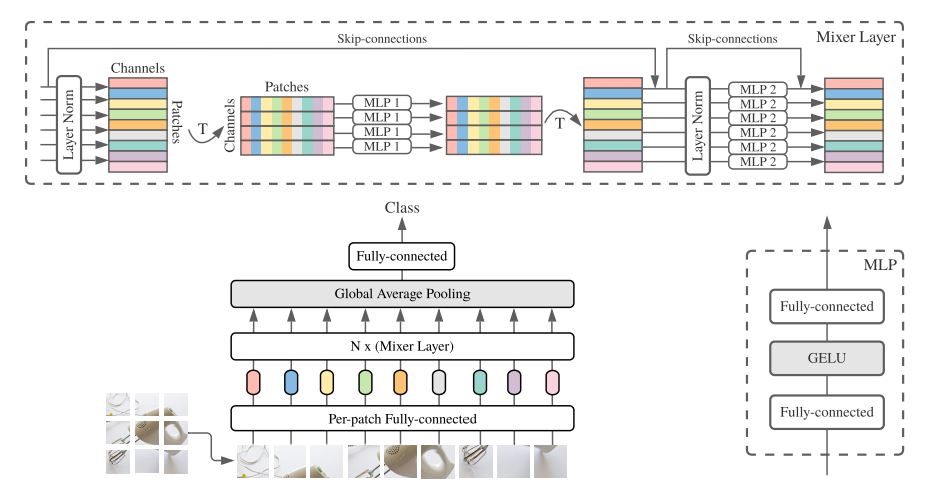 Skip-connections
Skip-connections
Mixer Layer
Channels
Patches
Layer Norm
Patches
T
Channels
MLP 1
MLP 1
MLP 1
MLP 1
T
Layer Norm
MLP 2
MLP 2
MLP 2
MLP 2
MLP 2
MLP 2
Class
Fully-connected
Global Average Pooling
N x (Mixer Layer)
Per-patch Fully-connected
MLP
Fully-connected
GELU
Fully-connected